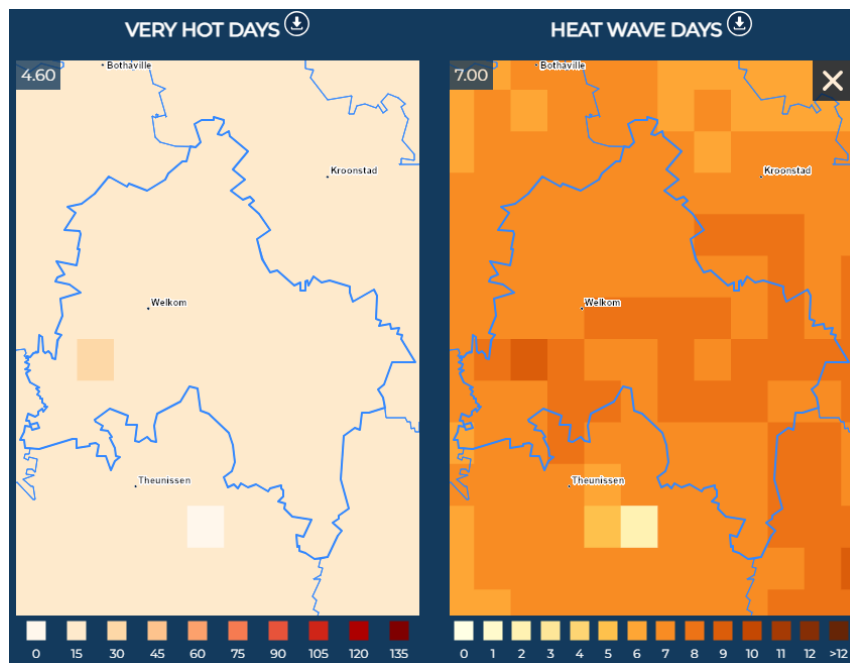 VERY HOT DAYS
4.60
Bothaville
Kroonstad
Welkom
Theunissen
0 15 30 45 60 75 90 105 120 135
HEAT WAVE DAYS
7.00
Bothaville
Kroonstad
Welkom
Theunissen
0 1 2 3 4 5 6 7 8 9 10 11 12 >12